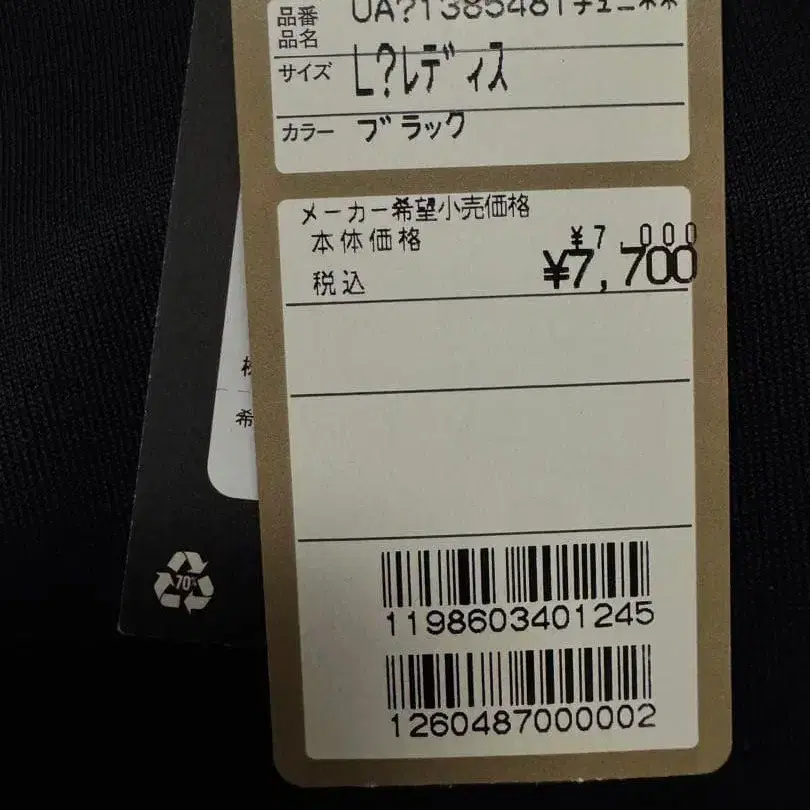 品番 UA?1385481チュニ**
品名
サイズ L?レディス
カラー ブラック
メーカー希望小売価格
本体価格 ¥7,000
税込 ¥7,700
1198603401245
1260487000002
希
70%